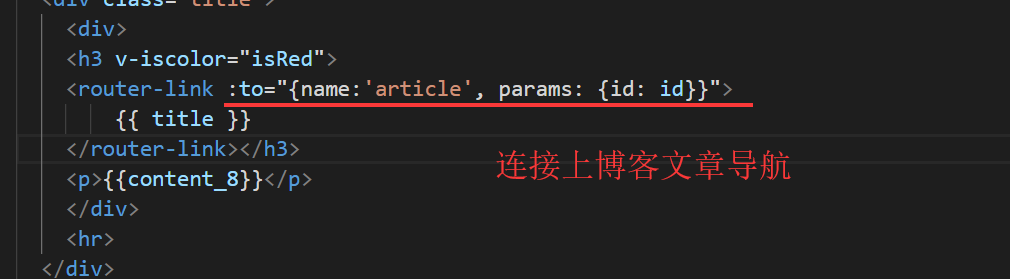 <div class="title">
<div>
<h3 v-iscolor="isRed">
<router-link :to="{name:'article', params: {id: id}}">
{{ title }}
</router-link></h3>
连接上博客文章导航
<p>{{content_8}}</p>
</div>
<hr>
</div>